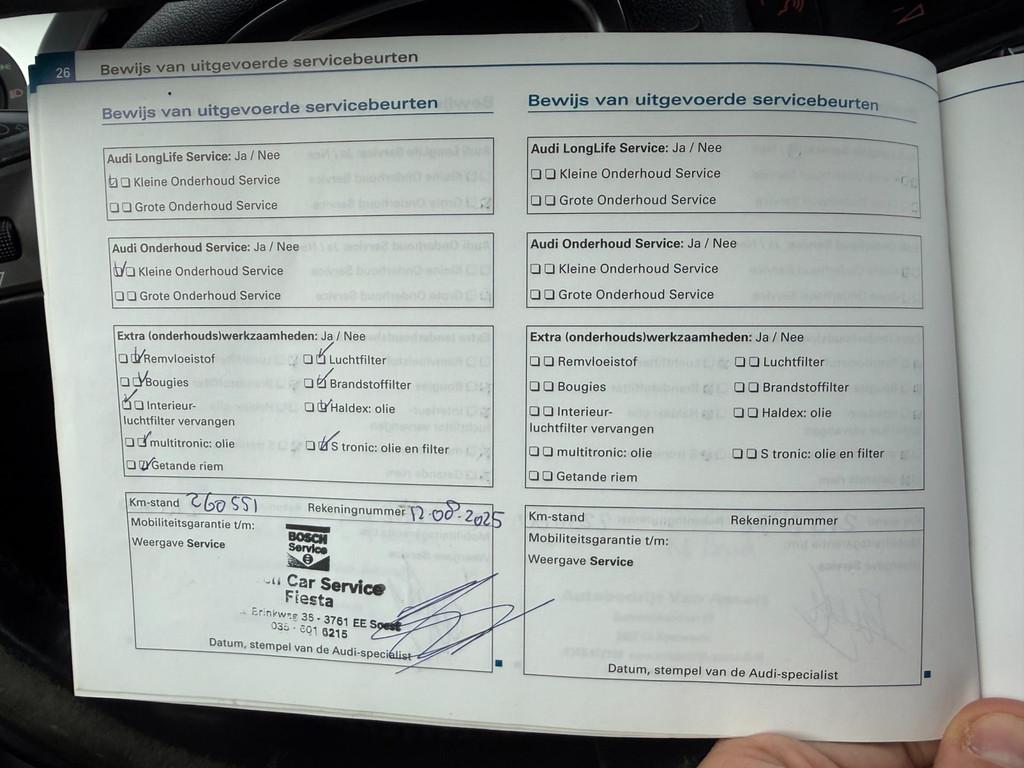 26 Bewijs van uitgevoerde servicebeurten
Bewijs van uitgevoerde servicebeurten
Audi LongLife Service: Ja / Nee
Kleine Onderhoud Service
Grote Onderhoud Service
Audi Onderhoud Service: Ja / Nee
Kleine Onderhoud Service
Grote Onderhoud Service
Extra (onderhouds)werkzaamheden: Ja / Nee
Remvloeistof Luchtfilter
Bougies Brandstoffilter
Interieur- Haldex: olie
luchtfilter vervangen
multitronic: olie S tronic: olie en filter
Getande riem
Km-stand 260551 Rekeningnummer 12-08-2025
Mobiliteitsgarantie t/m:
Weergave Service
BOSCH
Service
Car Service
Fiesta
Brinkweg 35 - 3761 EE Soest
035 - 601 6215
Datum, stempel van de Audi-specialist
Bewijs van uitgevoerde servicebeurten
Audi LongLife Service: Ja / Nee
Kleine Onderhoud Service
Grote Onderhoud Service
Audi Onderhoud Service: Ja / Nee
Kleine Onderhoud Service
Grote Onderhoud Service
Extra (onderhouds)werkzaamheden: Ja / Nee
Remvloeistof Luchtfilter
Bougies Brandstoffilter
Interieur- Haldex: olie
luchtfilter vervangen
multitronic: olie S tronic: olie en filter
Getande riem
Km-stand Rekeningnummer
Mobiliteitsgarantie t/m:
Weergave Service
Datum, stempel van de Audi-specialist